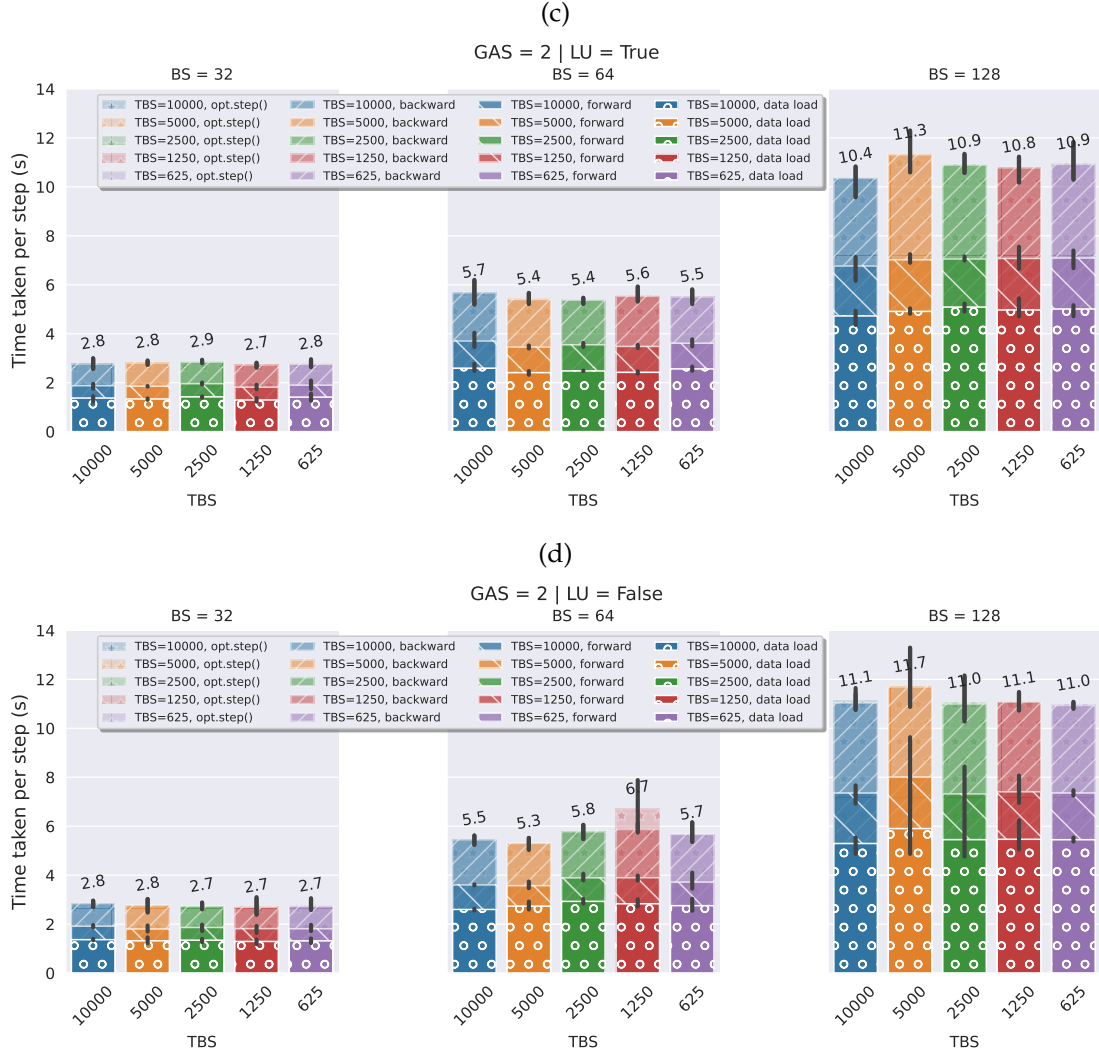 (c)
GAS = 2 | LU = True
BS = 32 BS = 64 BS = 128
TBS=10000, opt.step() TBS=10000, backward TBS=10000, forward TBS=10000, data load
TBS=5000, opt.step() TBS=5000, backward TBS=5000, forward TBS=5000, data load
TBS=2500, opt.step() TBS=2500, backward TBS=2500, forward TBS=2500, data load
TBS=1250, opt.step() TBS=1250, backward TBS=1250, forward TBS=1250, data load
TBS=625, opt.step() TBS=625, backward TBS=625, forward TBS=625, data load
Time taken per step (s)
14
12
10
8
6
4
2
0
2.8 2.8 2.9 2.7 2.8
5.7 5.4 5.4 5.6 5.5
10.4 11.3 10.9 10.8 10.9
10000 5000 2500 1250 625
10000 5000 2500 1250 625
10000 5000 2500 1250 625
TBS TBS TBS
(d)
GAS = 2 | LU = False
BS = 32 BS = 64 BS = 128
TBS=10000, opt.step() TBS=10000, backward TBS=10000, forward TBS=10000, data load
TBS=5000, opt.step() TBS=5000, backward TBS=5000, forward TBS=5000, data load
TBS=2500, opt.step() TBS=2500, backward TBS=2500, forward TBS=2500, data load
TBS=1250, opt.step() TBS=1250, backward TBS=1250, forward TBS=1250, data load
TBS=625, opt.step() TBS=625, backward TBS=625, forward TBS=625, data load
Time taken per step (s)
14
12
10
8
6
4
2
0
2.8 2.8 2.7 2.7 2.7
5.5 5.3 5.8 6.7 5.7
11.1 11.7 11.0 11.1 11.0
10000 5000 2500 1250 625
10000 5000 2500 1250 625
10000 5000 2500 1250 625
TBS TBS TBS